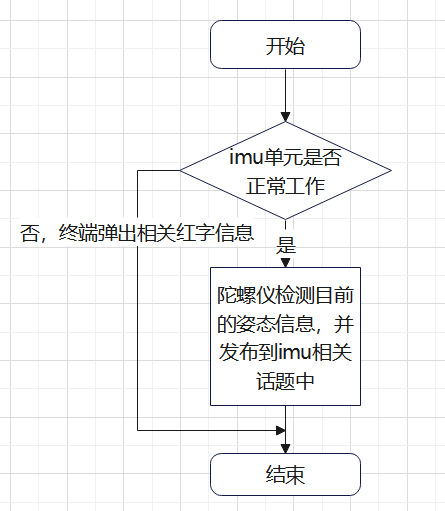 开始
imu单元是否
正常工作
否，终端弹出相关红字信息
是
陀螺仪检测目前
的姿态信息，并
发布到imu相关
话题中
结束